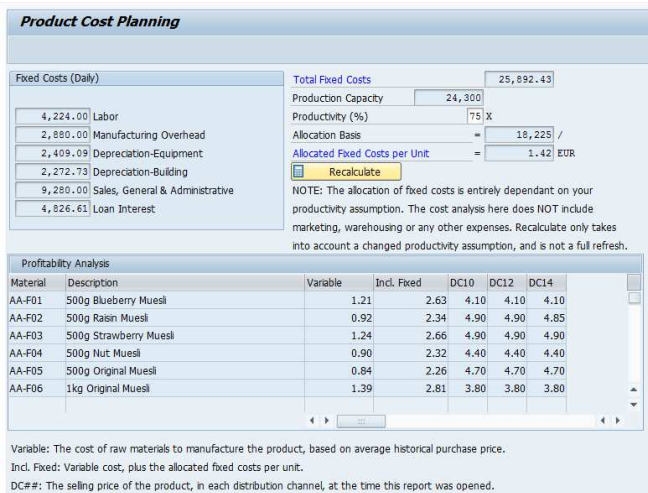 Product Cost Planning
Fixed Costs (Daily)
4,224.00 Labor
2,880.00 Manufacturing Overhead
2,409.09 Depreciation-Equipment
2,272.73 Depreciation-Building
9,280.00 Sales, General & Administrative
4,826.61 Loan Interest
Total Fixed Costs 25,892.43
Production Capacity 24,300
Productivity (%) 75 X
Allocation Basis = 18,225 /
Allocated Fixed Costs per Unit = 1.42 EUR
Recalculate
NOTE: The allocation of fixed costs is entirely dependant on your
productivity assumption. The cost analysis here does NOT include
marketing, warehousing or any other expenses. Recalculate only takes
into account a changed productivity assumption, and is not a full refresh.
Profitability Analysis
Material Description Variable Incl. Fixed DC10 DC12 DC14
AA-F01 500g Blueberry Muesli 1.21 2.63 4.10 4.10 4.10
AA-F02 500g Raisin Muesli 0.92 2.34 4.90 4.90 4.85
AA-F03 500g Strawberry Muesli 1.24 2.66 4.90 4.90 4.90
AA-F04 500g Nut Muesli 0.90 2.32 4.40 4.40 4.40
AA-F05 500g Original Muesli 0.84 2.26 4.70 4.70 4.70
AA-F06 1kg Original Muesli 1.39 2.81 3.80 3.80 3.80
Variable: The cost of raw materials to manufacture the product, based on average historical purchase price.
Incl. Fixed: Variable cost, plus the allocated fixed costs per unit.
DC##: The selling price of the product, in each distribution channel, at the time this report was opened.